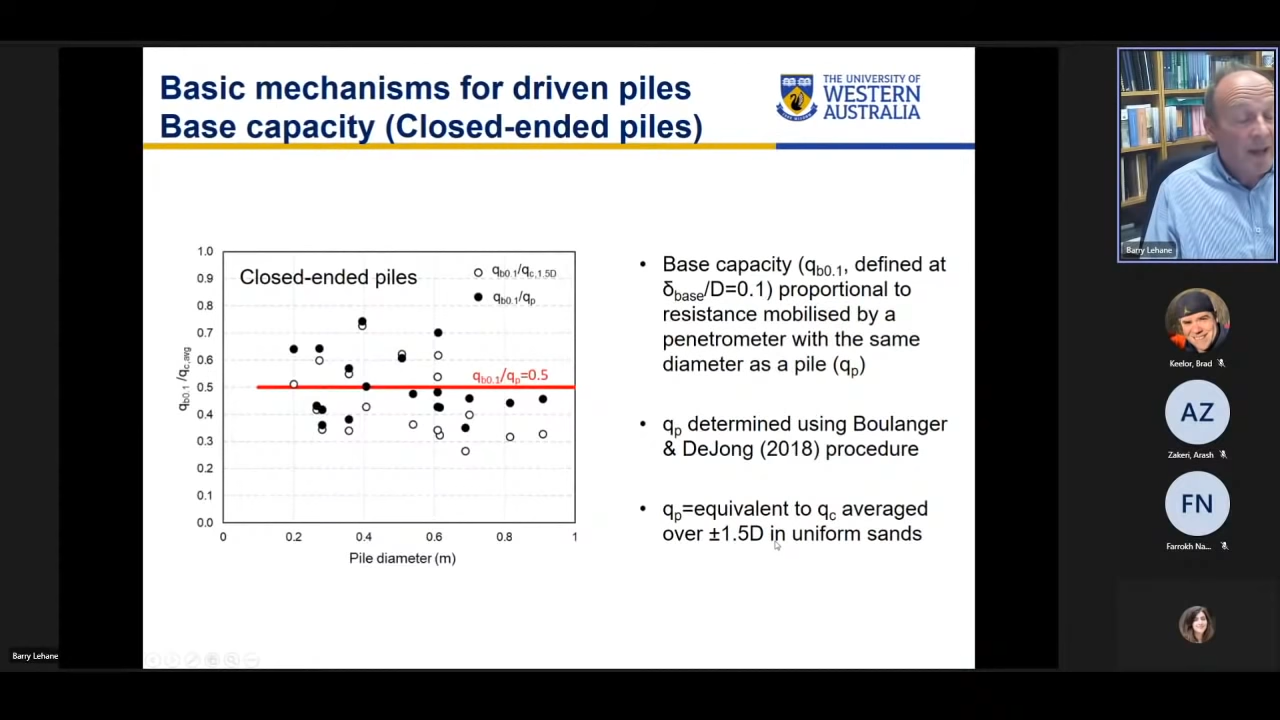 Basic mechanisms for driven piles
Base capacity (Closed-ended piles)
THE UNIVERSITY OF
WESTERN
AUSTRALIA
Closed-ended piles
qb0.1/qc,1.5D
qb0.1/qp
qb0.1/qp=0.5
qb0.1 /qc,avg
1.0
0.9
0.8
0.7
0.6
0.5
0.4
0.3
0.2
0.1
0.0
0 0.2 0.4 0.6 0.8 1
Pile diameter (m)
• Base capacity (qb0.1, defined at
δbase/D=0.1) proportional to
resistance mobilised by a
penetrometer with the same
diameter as a pile (qp)
• qp determined using Boulanger
& DeJong (2018) procedure
• qp=equivalent to qc averaged
over ±1.5D in uniform sands
Barry Lehane
Keelor, Brad
AZ
Zakeri, Arash
FN
Farrokh Na...
Barry Lehane